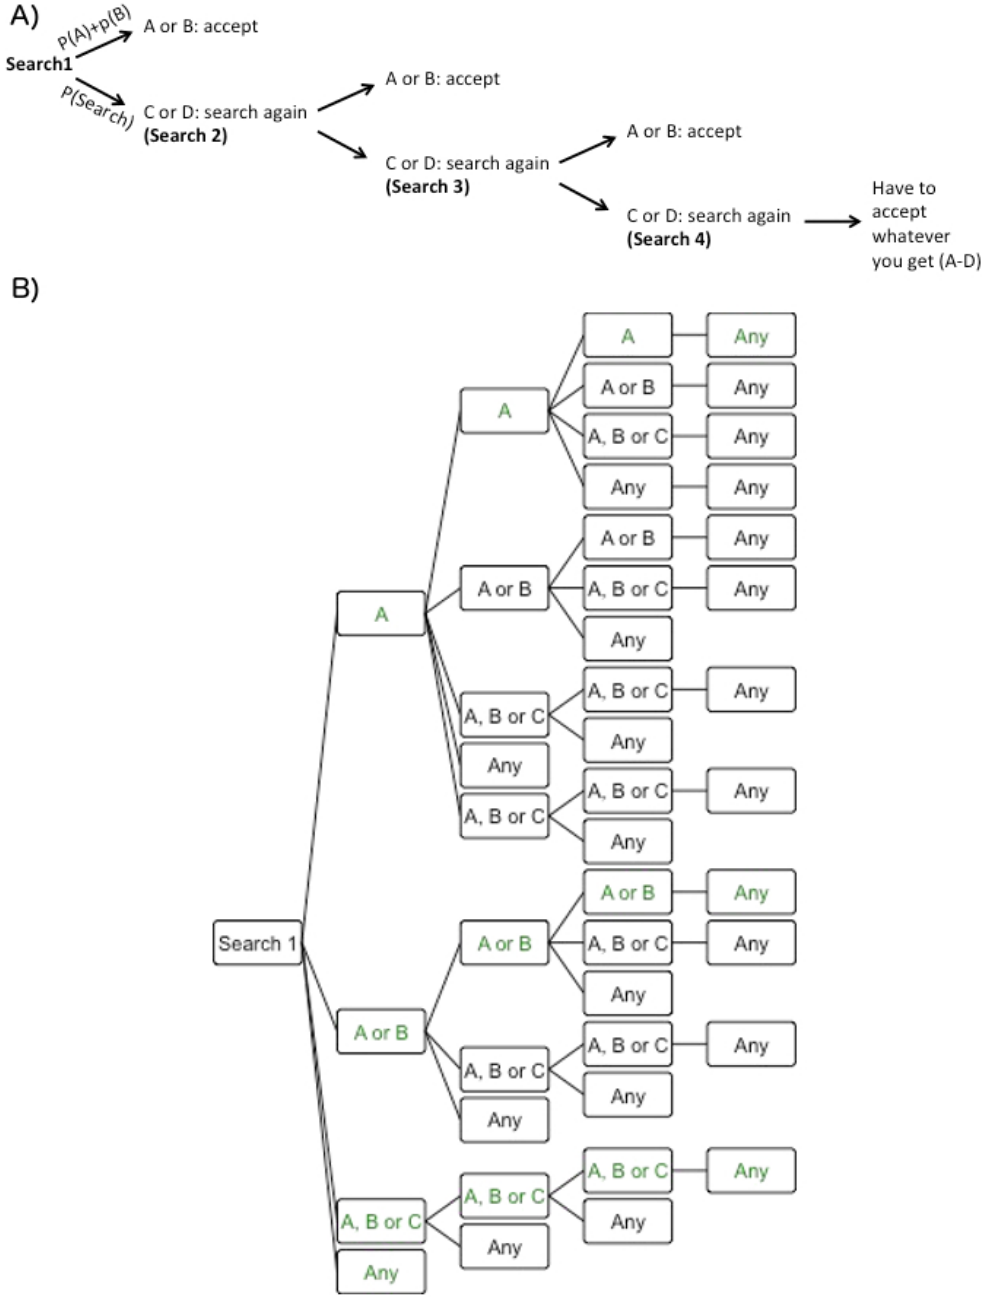 A)
P(A)+p(B)
A or B: accept
Search1
P(Search)
C or D: search again
(Search 2)
A or B: accept
C or D: search again
(Search 3)
A or B: accept
C or D: search again
(Search 4)
Have to
accept
whatever
you get (A-D)
B)
A
Any
A or B
Any
A
A, B or C
Any
Any
Any
A or B
Any
A or B
A, B or C
Any
A
Any
A, B or C
Any
A, B or C
Any
Any
A, B or C
Any
A, B or C
Any
A or B
Any
Search 1
A or B
A, B or C
Any
Any
A or B
A, B or C
Any
A, B or C
Any
Any
A, B or C
Any
A, B or C
A, B or C
Any
Any
Any